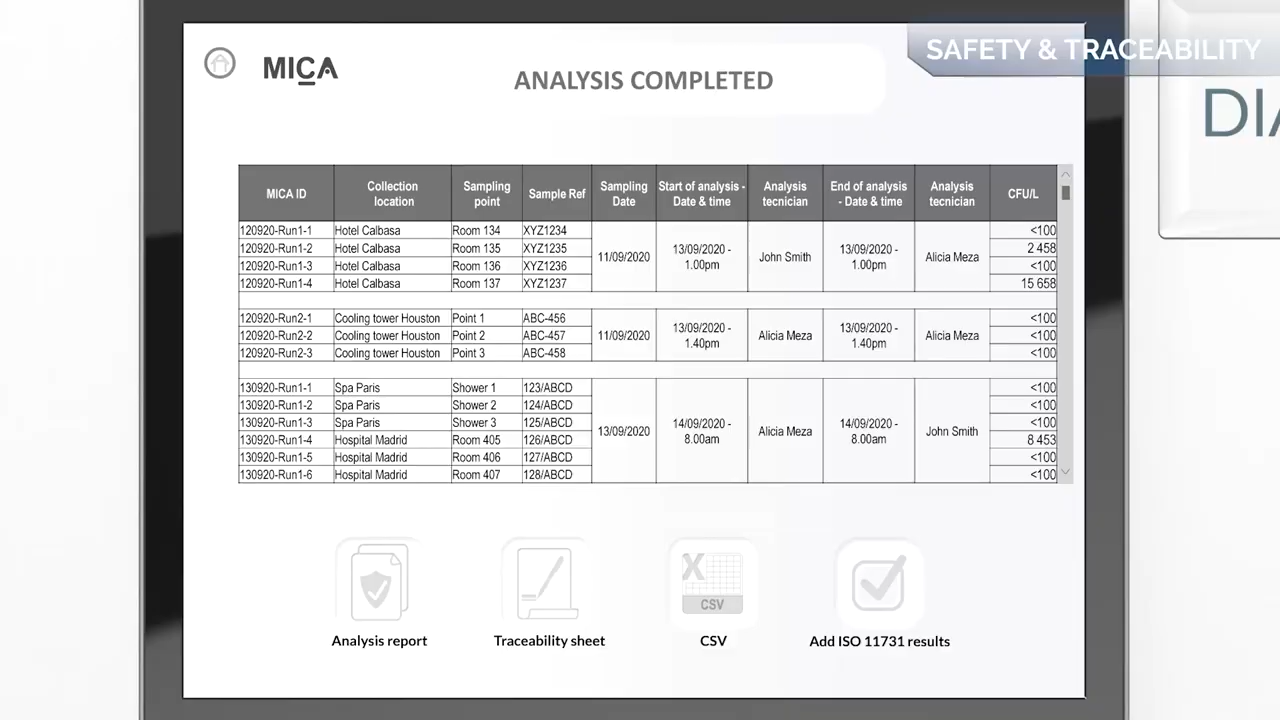 SAFETY & TRACEABILITY
MICA
ANALYSIS COMPLETED
MICA ID | Collection location | Sampling point | Sample Ref | Sampling Date | Start of analysis - Date & time | Analysis tecnician | End of analysis - Date & time | Analysis tecnician | CFU/L
120920-Run1-1 | Hotel Calbasa | Room 134 | XYZ1234 | 11/09/2020 | 13/09/2020 - 1.00pm | John Smith | 13/09/2020 - 1.00pm | Alicia Meza | <100
120920-Run1-2 | Hotel Calbasa | Room 135 | XYZ1235 | 2 458
120920-Run1-3 | Hotel Calbasa | Room 136 | XYZ1236 | <100
120920-Run1-4 | Hotel Calbasa | Room 137 | XYZ1237 | 15 658
120920-Run2-1 | Cooling tower Houston | Point 1 | ABC-456 | 11/09/2020 | 13/09/2020 - 1.40pm | Alicia Meza | 13/09/2020 - 1.40pm | Alicia Meza | <100
120920-Run2-2 | Cooling tower Houston | Point 2 | ABC-457 | <100
120920-Run2-3 | Cooling tower Houston | Point 3 | ABC-458 | <100
130920-Run1-1 | Spa Paris | Shower 1 | 123/ABCD | 13/09/2020 | 14/09/2020 - 8.00am | Alicia Meza | 14/09/2020 - 8.00am | John Smith | <100
130920-Run1-2 | Spa Paris | Shower 2 | 124/ABCD | <100
130920-Run1-3 | Spa Paris | Shower 3 | 125/ABCD | <100
130920-Run1-4 | Hospital Madrid | Room 405 | 126/ABCD | 8 453
130920-Run1-5 | Hospital Madrid | Room 406 | 127/ABCD | <100
130920-Run1-6 | Hospital Madrid | Room 407 | 128/ABCD | <100
X
CSV
Analysis report
Traceability sheet
CSV
Add ISO 11731 results